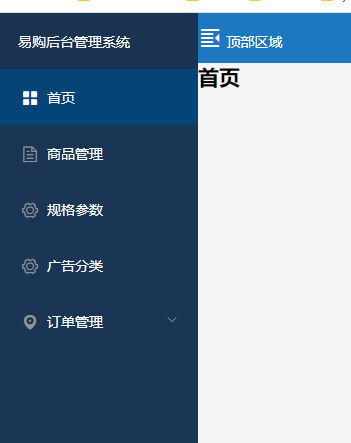 易购后台管理系统
顶部区域
首页
首页
商品管理
规格参数
广告分类
订单管理